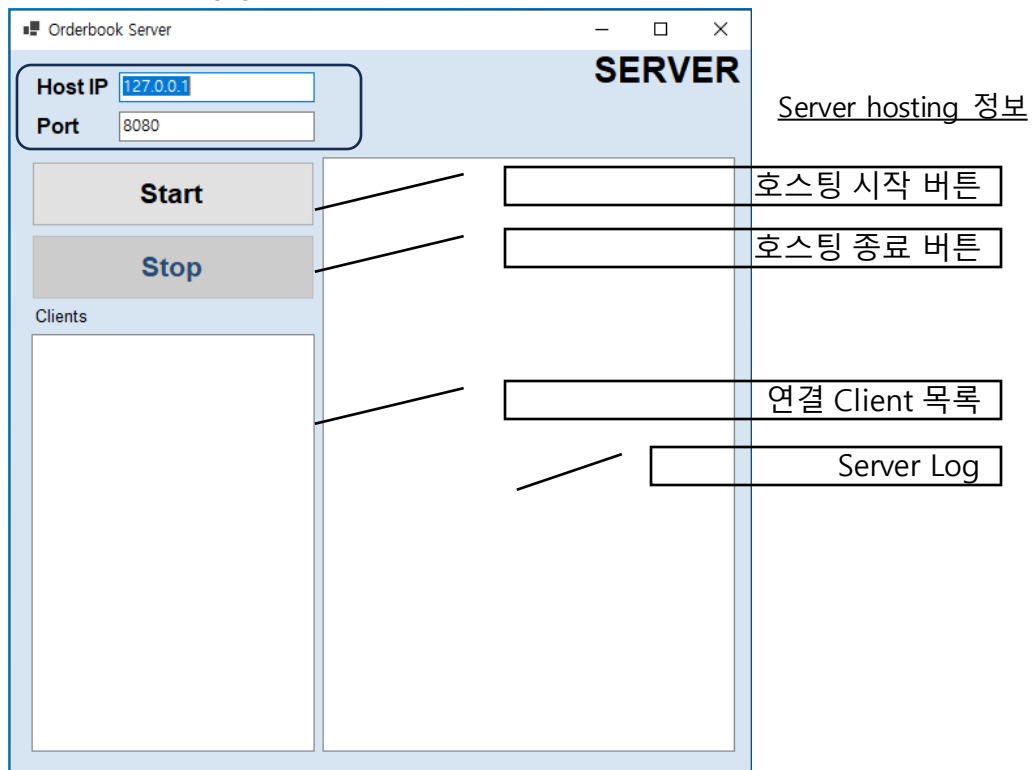 Orderbook Server
SERVER
Host IP 127.0.0.1
Port 8080
Server hosting 정보
Start
호스팅 시작 버튼
Stop
호스팅 종료 버튼
Clients
연결 Client 목록
Server Log